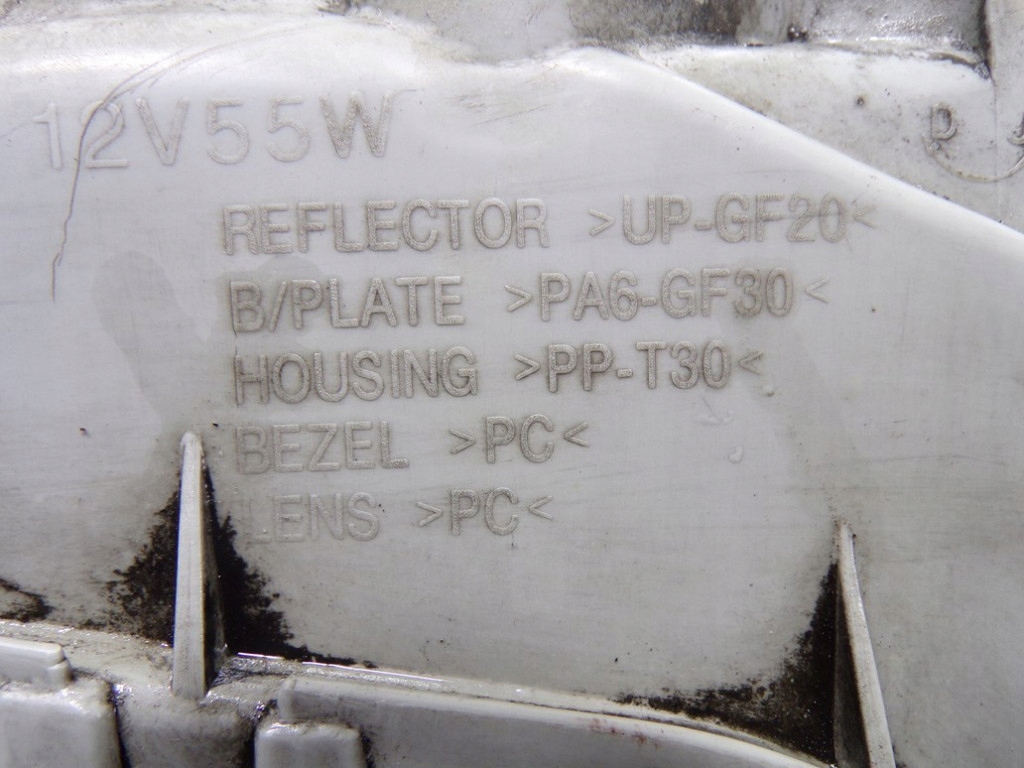 12V55W
REFLECTOR >UP-GF20<
B/PLATE >PA6-GF30<
HOUSING >PP-T30<
BEZEL >PC<
LENS >PC<